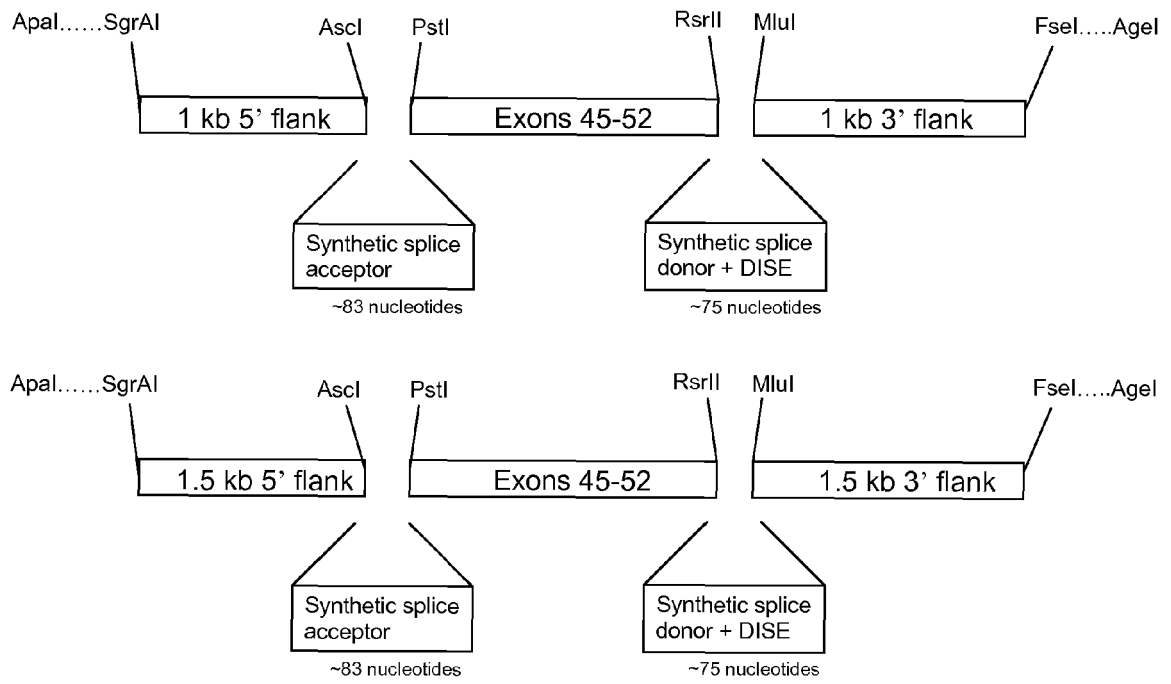 ApaI......SgrAI AscI PstI RsrII MluI FseI.....AgeI
1 kb 5’ flank Exons 45-52 1 kb 3’ flank
Synthetic splice acceptor
~83 nucleotides
Synthetic splice donor + DISE
~75 nucleotides
ApaI......SgrAI AscI PstI RsrII MluI FseI.....AgeI
1.5 kb 5’ flank Exons 45-52 1.5 kb 3’ flank
Synthetic splice acceptor
~83 nucleotides
Synthetic splice donor + DISE
~75 nucleotides